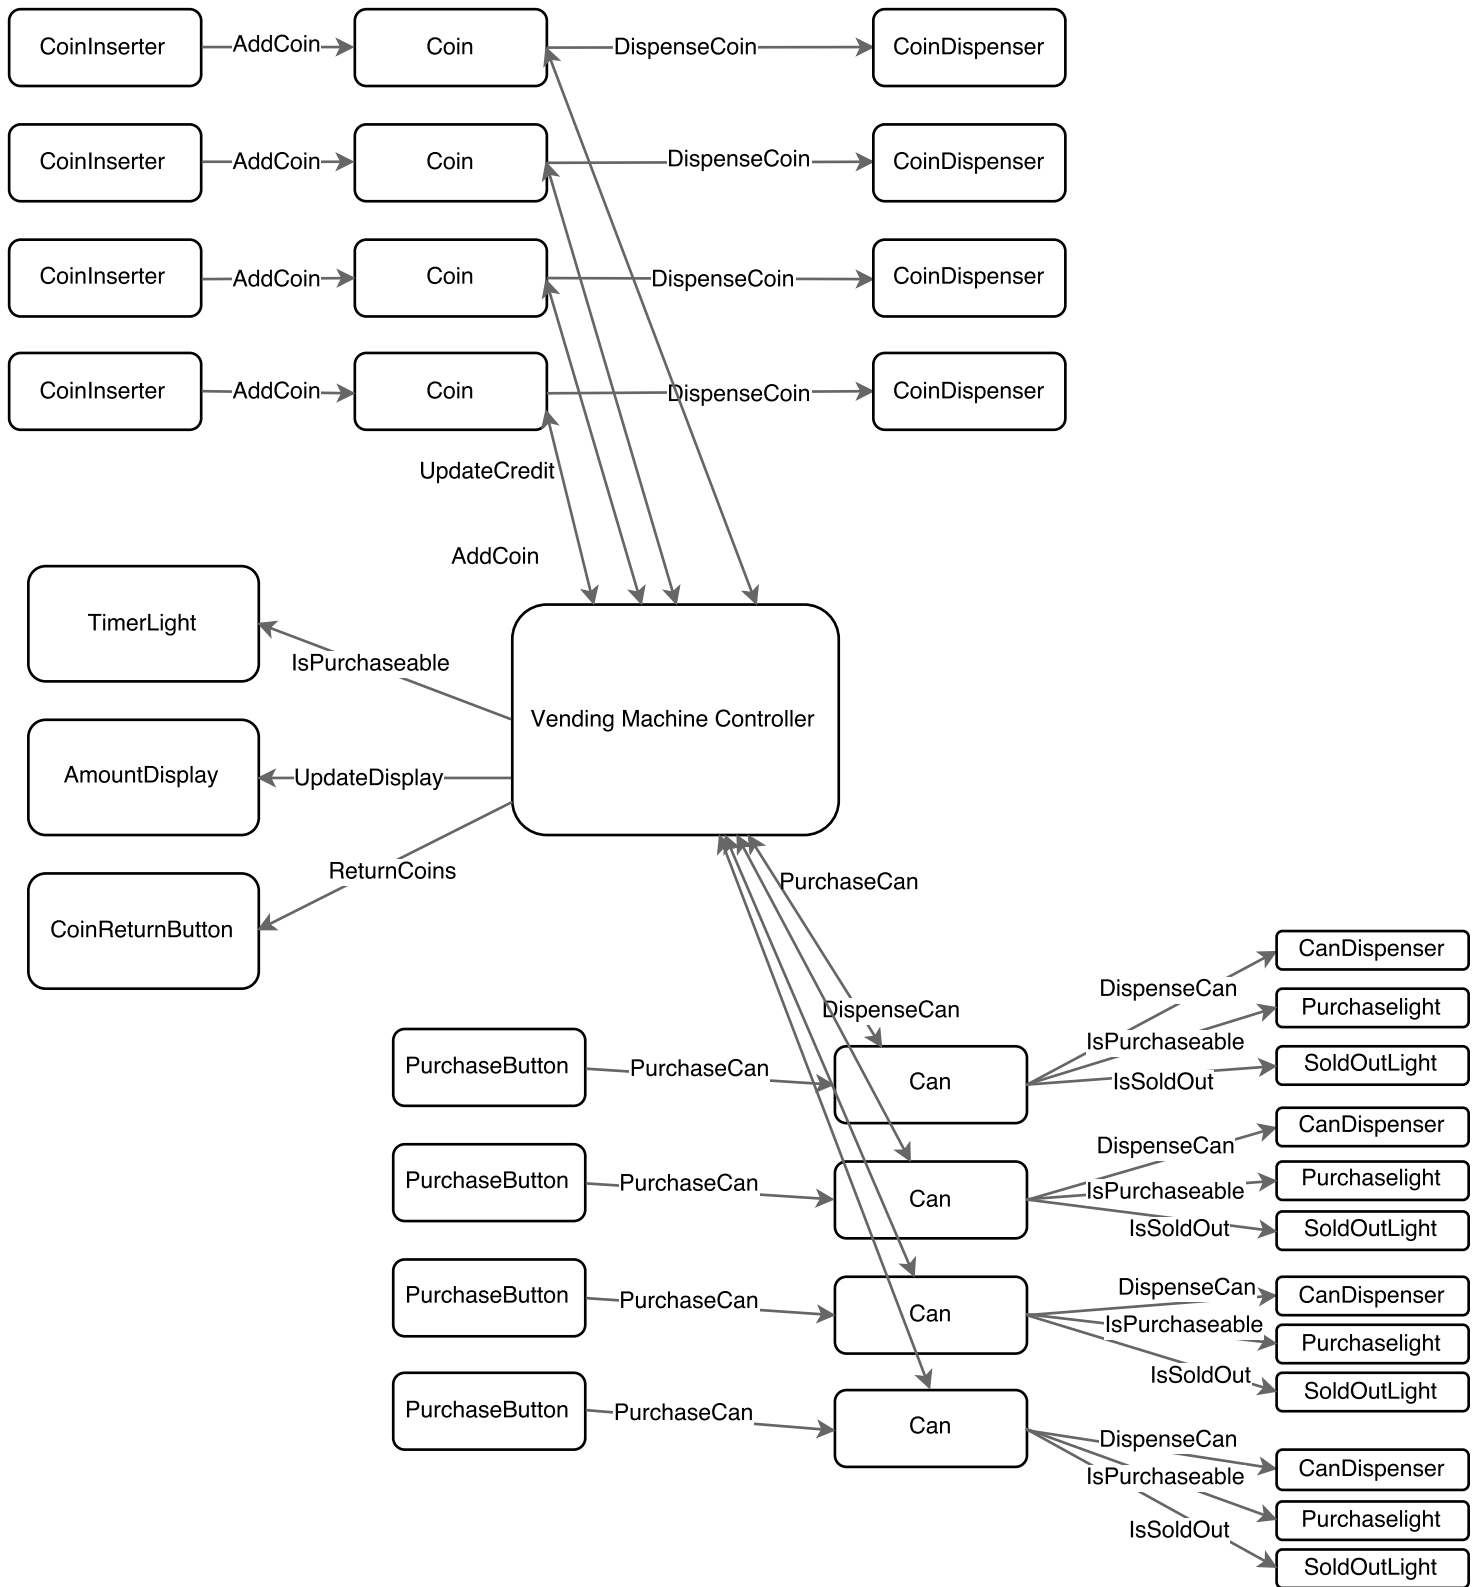 CoinInserter
AddCoin
Coin
DispenseCoin
CoinDispenser
CoinInserter
AddCoin
Coin
DispenseCoin
CoinDispenser
CoinInserter
AddCoin
Coin
DispenseCoin
CoinDispenser
CoinInserter
AddCoin
Coin
DispenseCoin
CoinDispenser
UpdateCredit
AddCoin
TimerLight
IsPurchaseable
Vending Machine Controller
AmountDisplay
UpdateDisplay
ReturnCoins
CoinReturnButton
PurchaseCan
DispenseCan
PurchaseButton
PurchaseCan
Can
DispenseCan
CanDispenser
IsPurchaseable
Purchaselight
IsSoldOut
SoldOutLight
PurchaseButton
PurchaseCan
Can
DispenseCan
CanDispenser
IsPurchaseable
Purchaselight
IsSoldOut
SoldOutLight
PurchaseButton
PurchaseCan
Can
DispenseCan
CanDispenser
IsPurchaseable
Purchaselight
IsSoldOut
SoldOutLight
PurchaseButton
PurchaseCan
Can
DispenseCan
CanDispenser
IsPurchaseable
Purchaselight
IsSoldOut
SoldOutLight